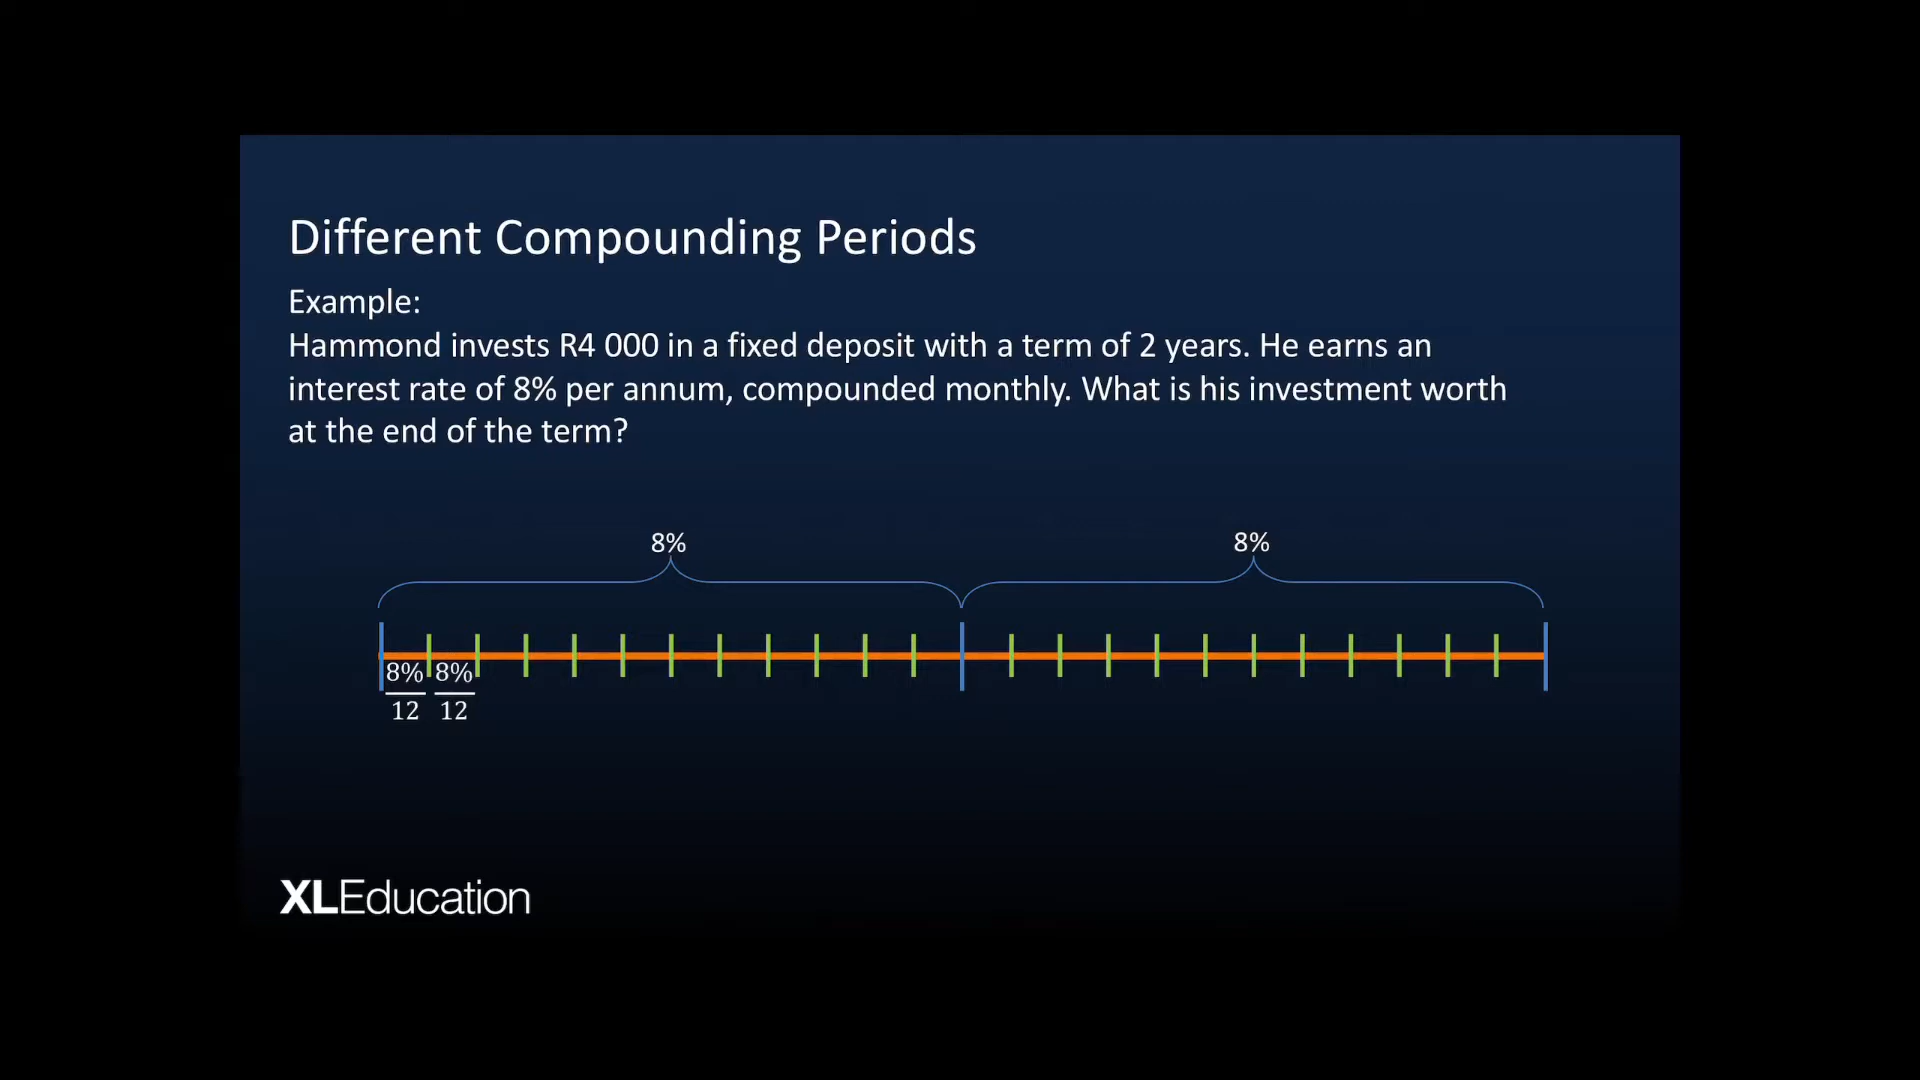 Different Compounding Periods
Example:
Hammond invests R4 000 in a fixed deposit with a term of 2 years. He earns an
interest rate of 8% per annum, compounded monthly. What is his investment worth
at the end of the term?
8% 8%
8% 8%
12 12
XLEducation